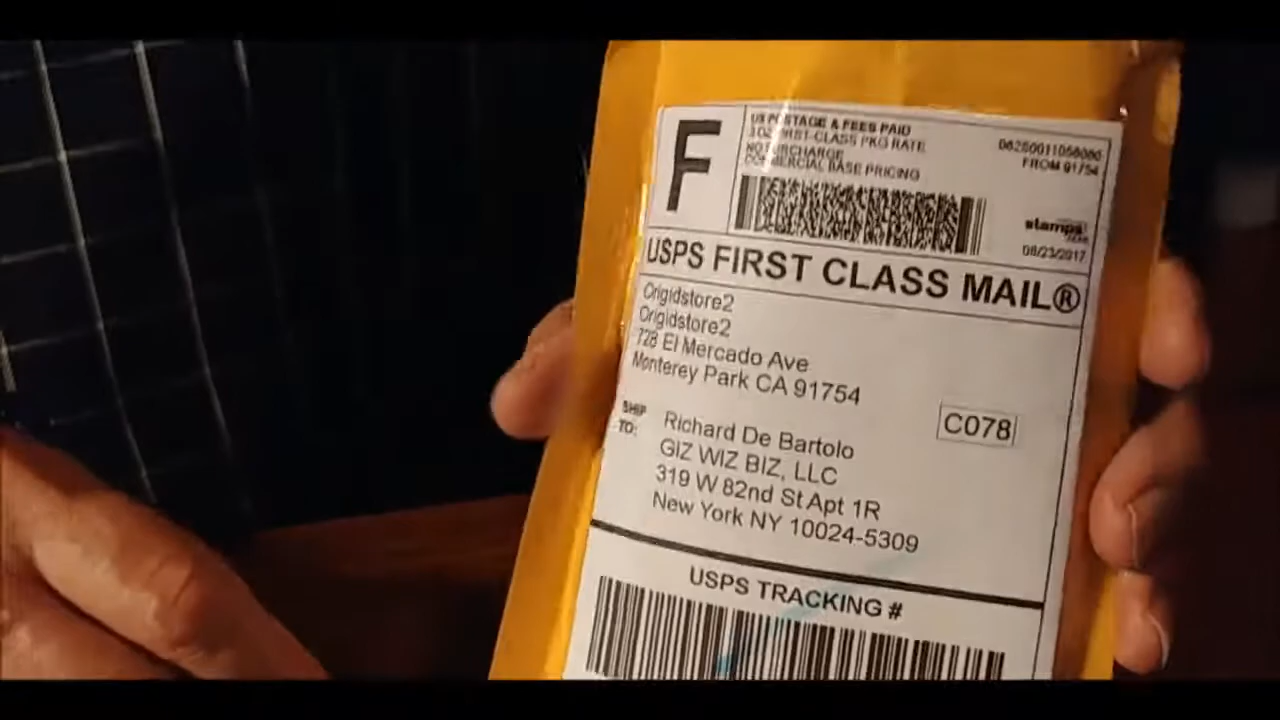 F
US POSTAGE & FEES PAID
3 OZ FIRST-CLASS PKG RATE
NO SURCHARGE
COMMERCIAL BASE PRICING
FROM 91754
stamps
08/23/2017
USPS FIRST CLASS MAIL®
Origidstore2
Origidstore2
728 El Mercado Ave
Monterey Park CA 91754
C078
SHIP
TO:
Richard De Bartolo
GIZ WIZ BIZ, LLC
319 W 82nd St Apt 1R
New York NY 10024-5309
USPS TRACKING #